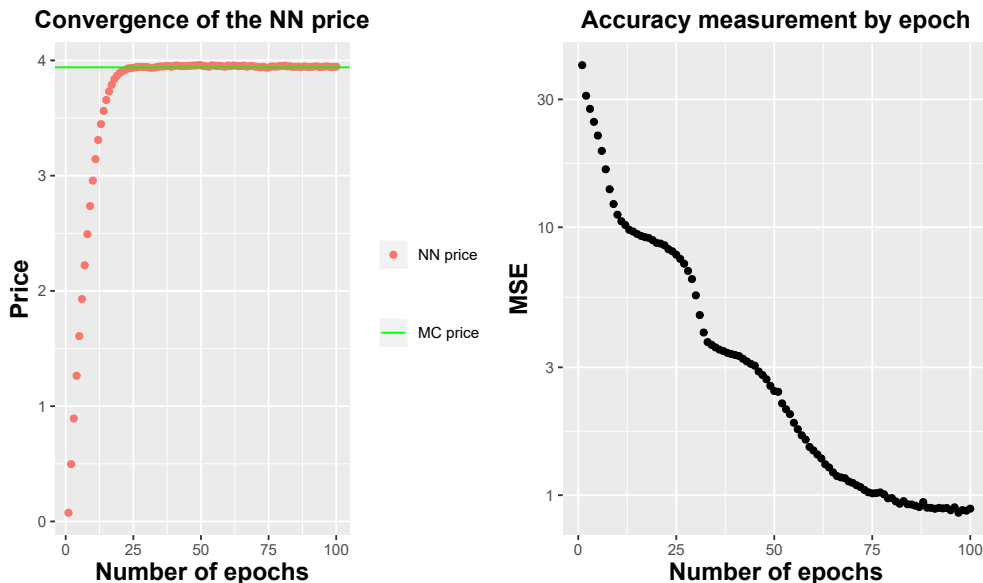 Convergence of the NN price
4
3
2
1
0
Price
0
25
50
75
100
Number of epochs
NN price
MC price
Accuracy measurement by epoch
30
10
3
1
MSE
0
25
50
75
100
Number of epochs